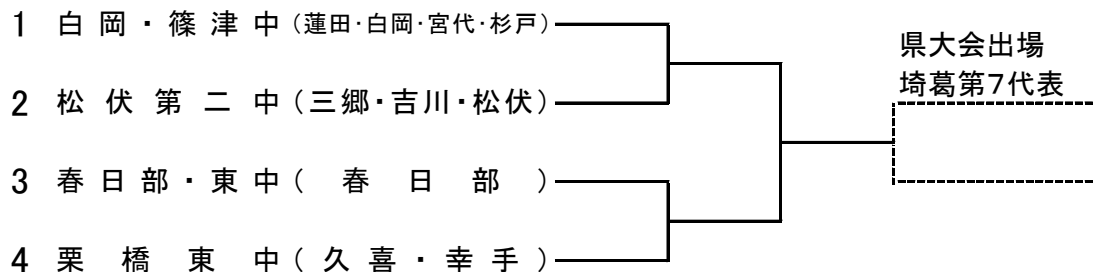 1 白岡・篠津中(蓮田・白岡・宮代・杉戸)
県大会出場
埼葛第7代表
2 松伏第二中(三郷・吉川・松伏)
3 春日部・東中(春日部)
4 栗橋東中(久喜・幸手)